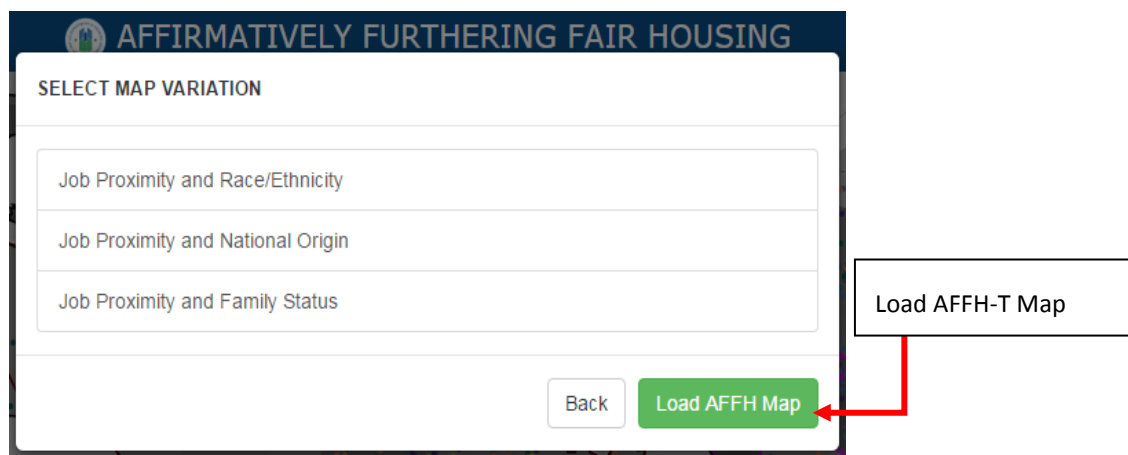 AFFIRMATIVELY FURTHERING FAIR HOUSING
SELECT MAP VARIATION
Job Proximity and Race/Ethnicity
Job Proximity and National Origin
Job Proximity and Family Status
Load AFFH-T Map
Back
Load AFFH Map